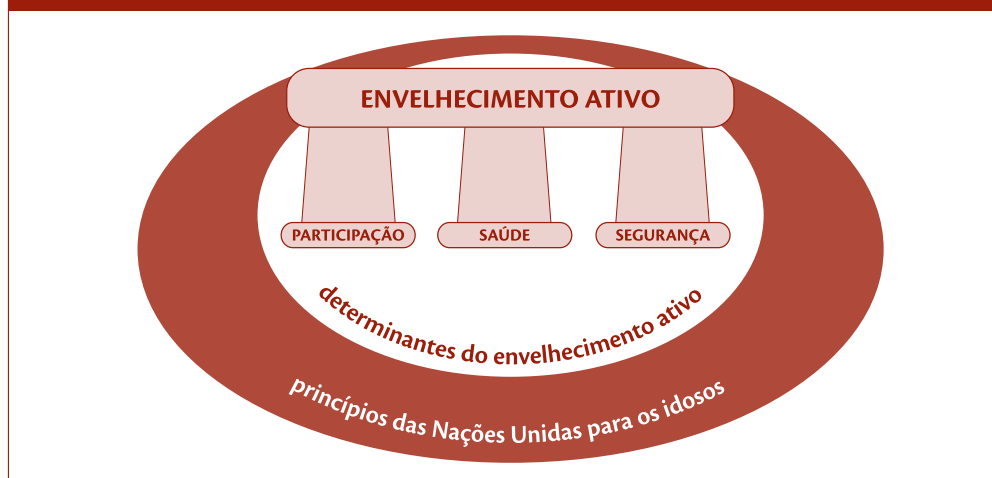 ENVELHECIMENTO ATIVO
PARTICIPAÇÃO
SAÚDE
SEGURANÇA
determinantes do envelhecimento ativo
princípios das Nações Unidas para os idosos